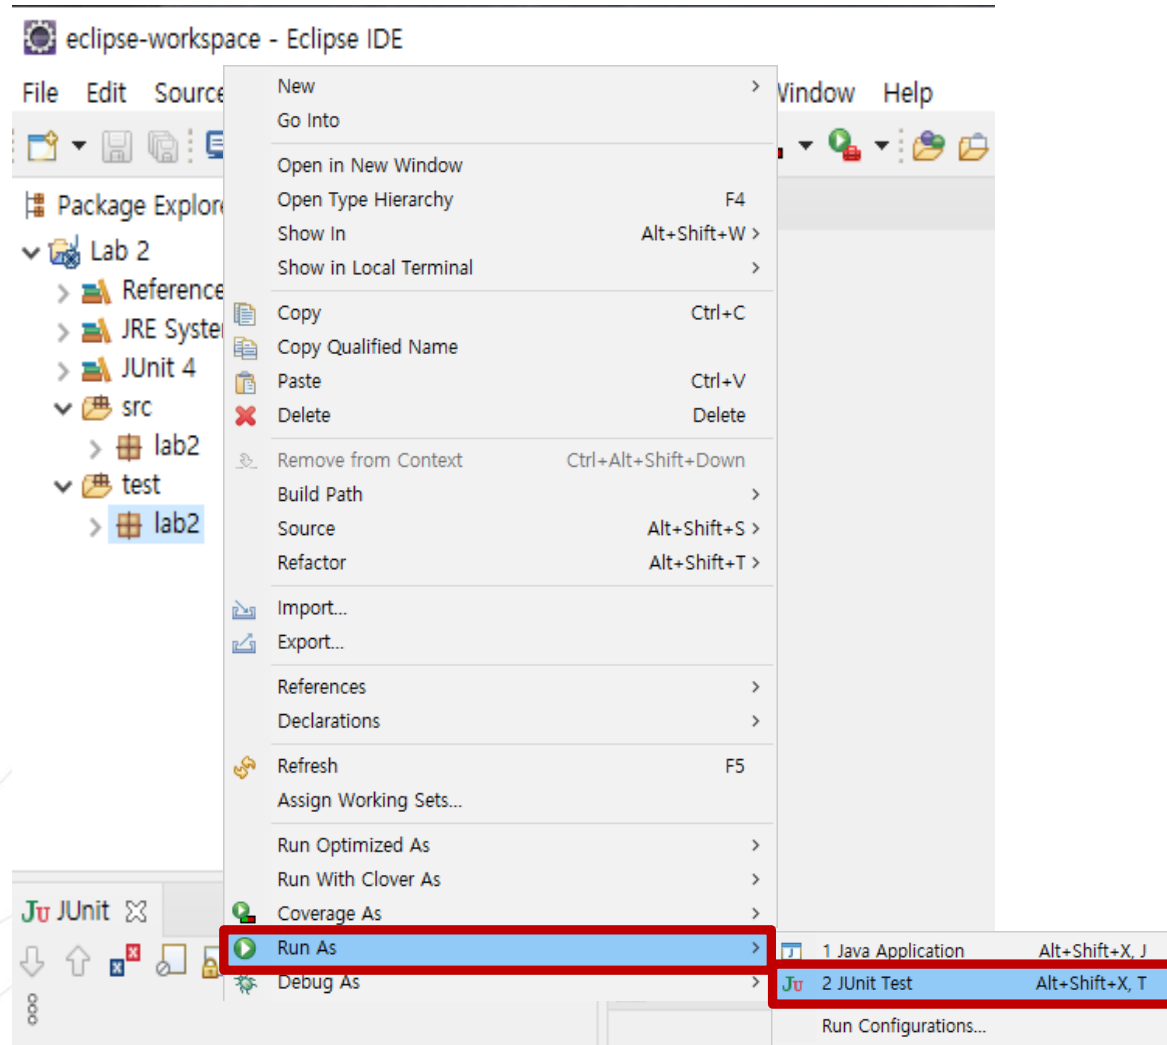 eclipse-workspace - Eclipse IDE
File Edit Source Window Help
Package Explore
Lab 2
Reference
JRE System
JUnit 4
src
lab2
test
lab2
New
Go Into
Open in New Window
Open Type Hierarchy F4
Show In Alt+Shift+W
Show in Local Terminal
Copy Ctrl+C
Copy Qualified Name
Paste Ctrl+V
Delete Delete
Remove from Context Ctrl+Alt+Shift+Down
Build Path
Source Alt+Shift+S
Refactor Alt+Shift+T
Import...
Export...
References
Declarations
Refresh F5
Assign Working Sets...
Run Optimized As
Run With Clover As
Coverage As
Run As
Debug As
Ju JUnit
1 Java Application Alt+Shift+X, J
Ju 2 JUnit Test Alt+Shift+X, T
Run Configurations...